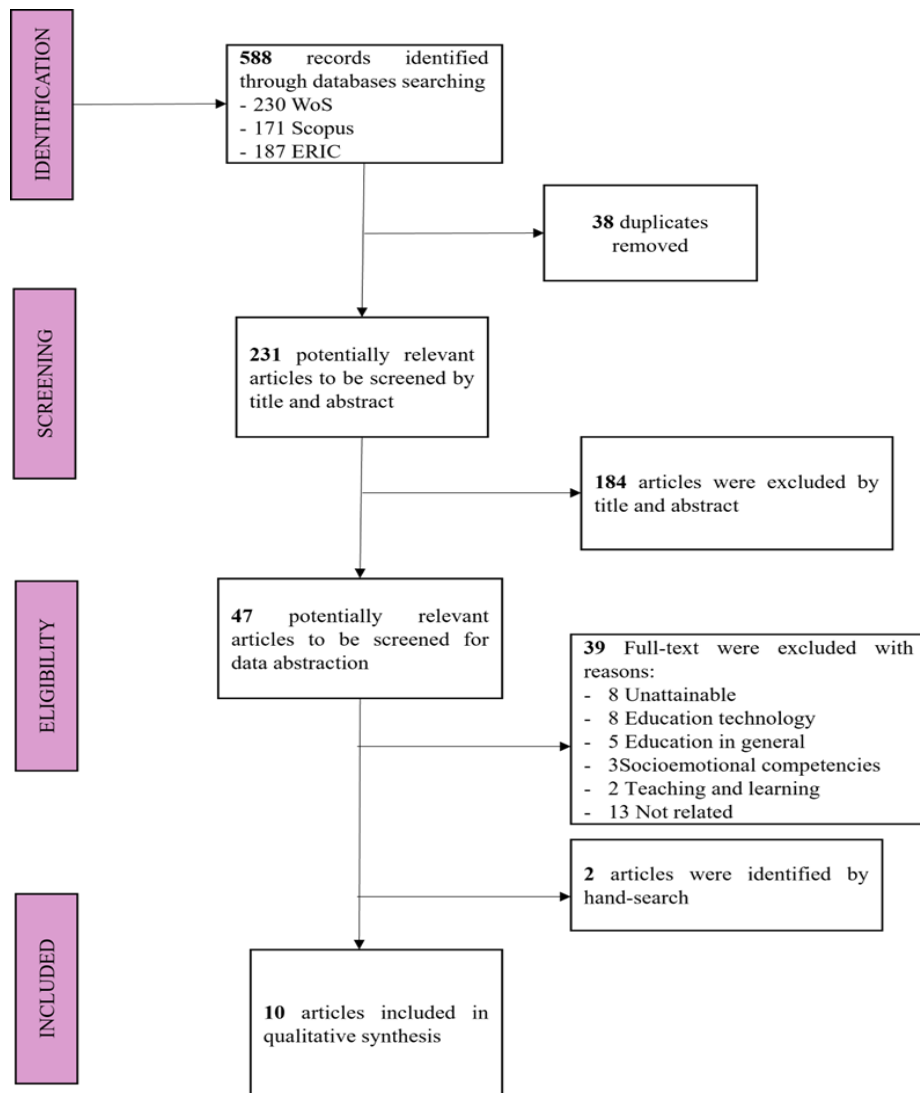 IDENTIFICATION
588 records identified
through databases searching
- 230 WoS
- 171 Scopus
- 187 ERIC
38 duplicates
removed
SCREENING
231 potentially relevant
articles to be screened by
title and abstract
184 articles were excluded by
title and abstract
ELIGIBILITY
47 potentially relevant
articles to be screened for
data abstraction
39 Full-text were excluded with
reasons:
- 8 Unattainable
- 8 Education technology
- 5 Education in general
- 3Socioemotional competencies
- 2 Teaching and learning
- 13 Not related
2 articles were identified by
hand-search
INCLUDED
10 articles included in
qualitative synthesis